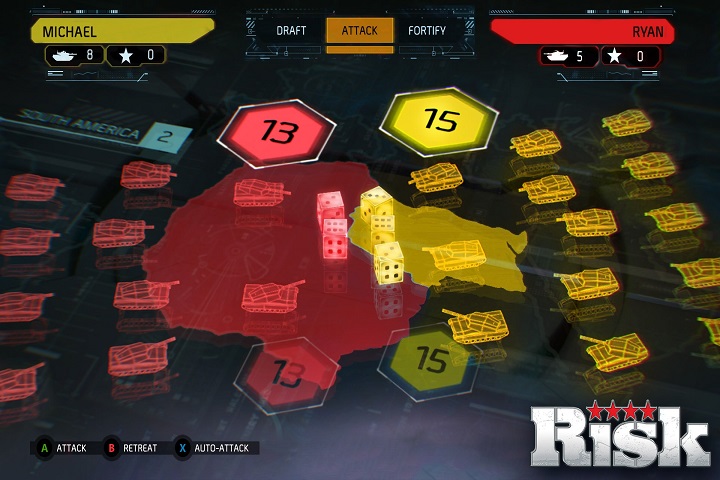 MICHAEL
8 0
DRAFT ATTACK FORTIFY
RYAN
5 0
SOUTH AMERICA 2
13
15
13
15
A ATTACK B RETREAT X AUTO-ATTACK
RISK